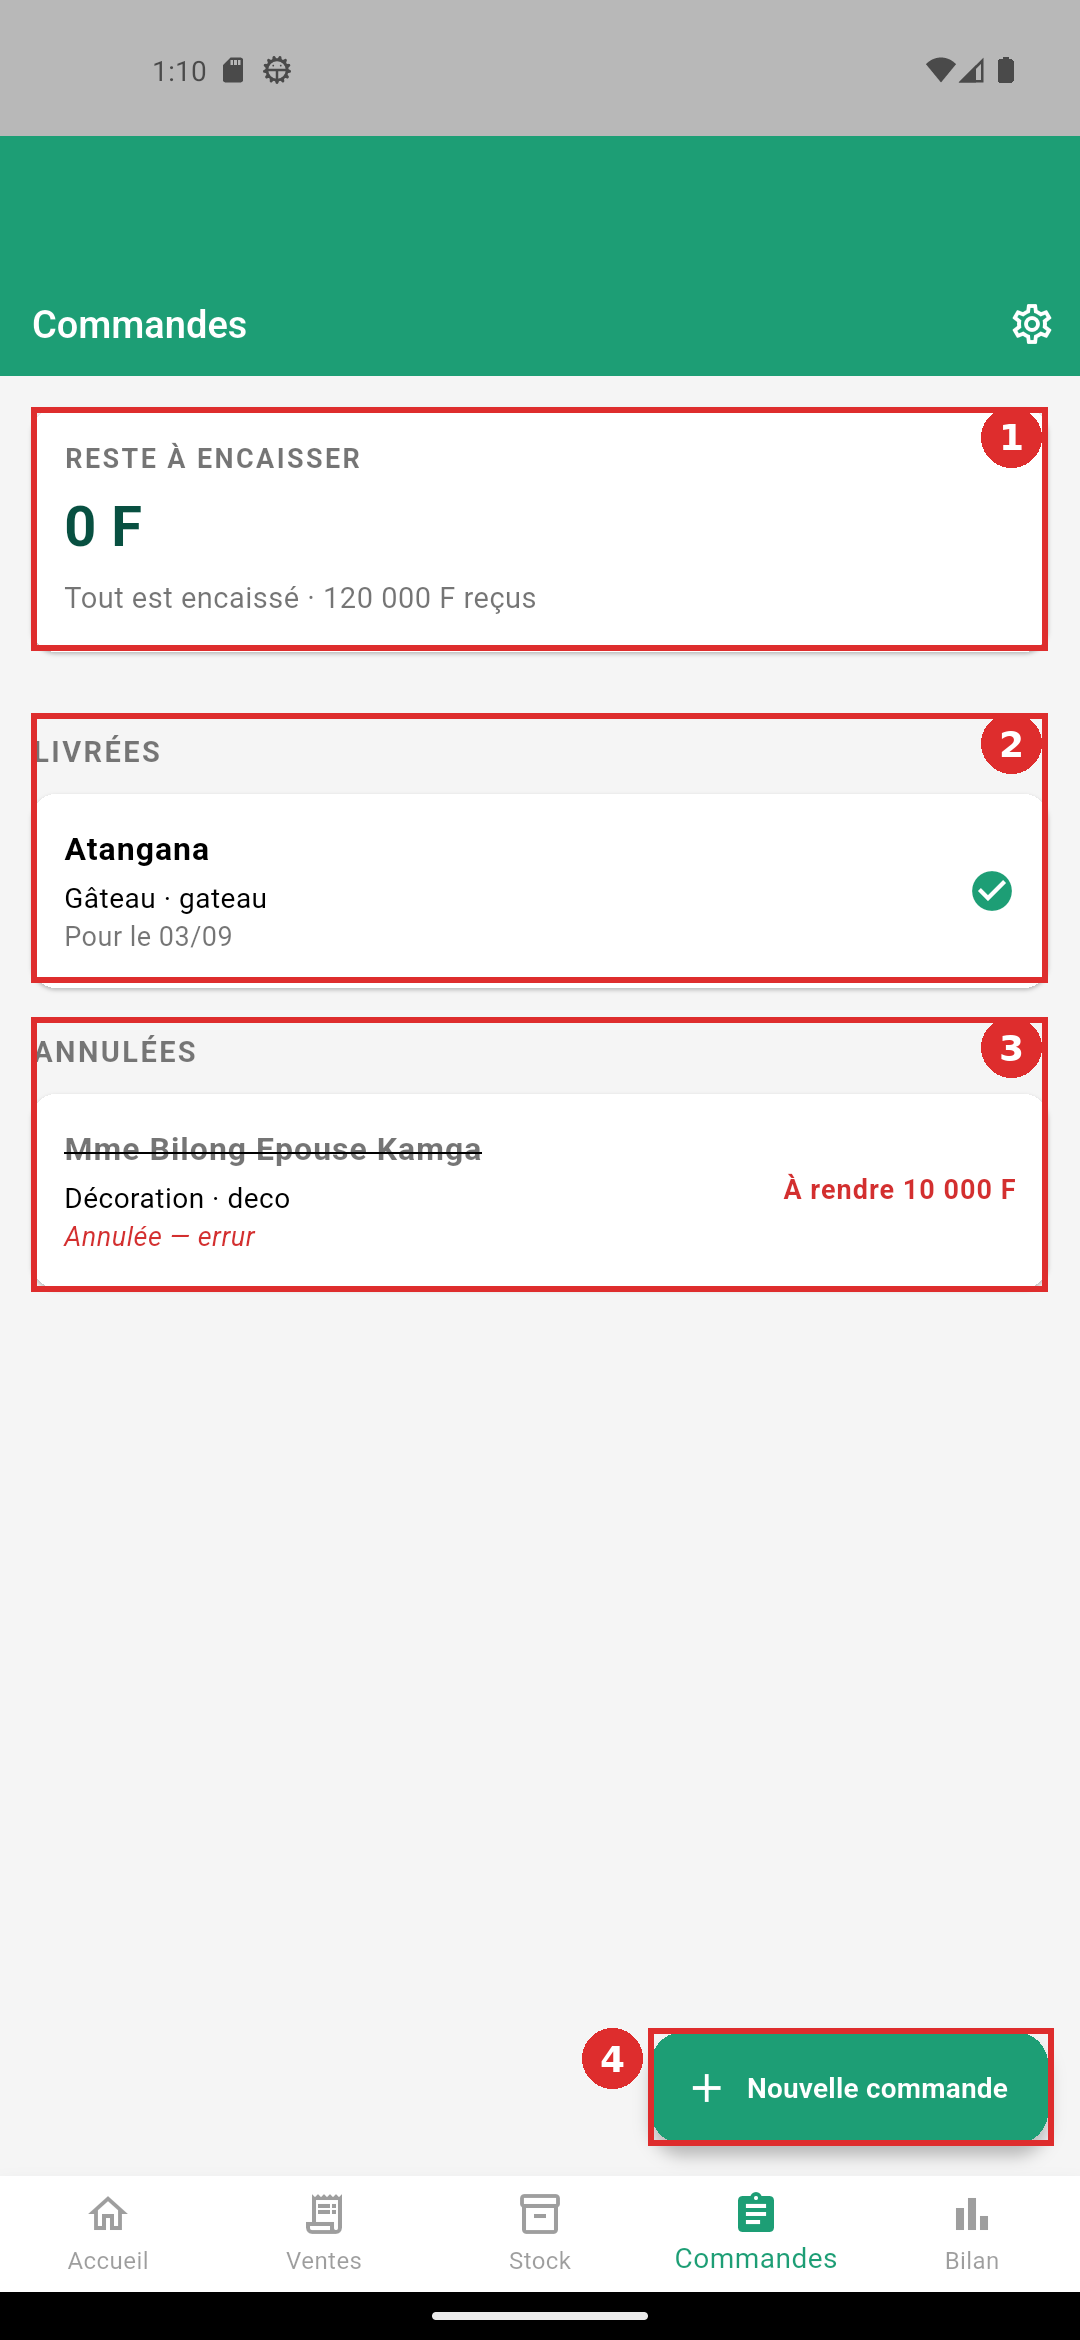 1:10
Commandes
1
RESTE À ENCAISSER
0 F
Tout est encaissé · 120 000 F reçus
2
LIVRÉES
Atangana
Gâteau · gateau
Pour le 03/09
3
ANNULÉES
Mme Bilong Epouse Kamga
Décoration · deco
À rendre 10 000 F
Annulée — errur
4
Nouvelle commande
Accueil
Ventes
Stock
Commandes
Bilan